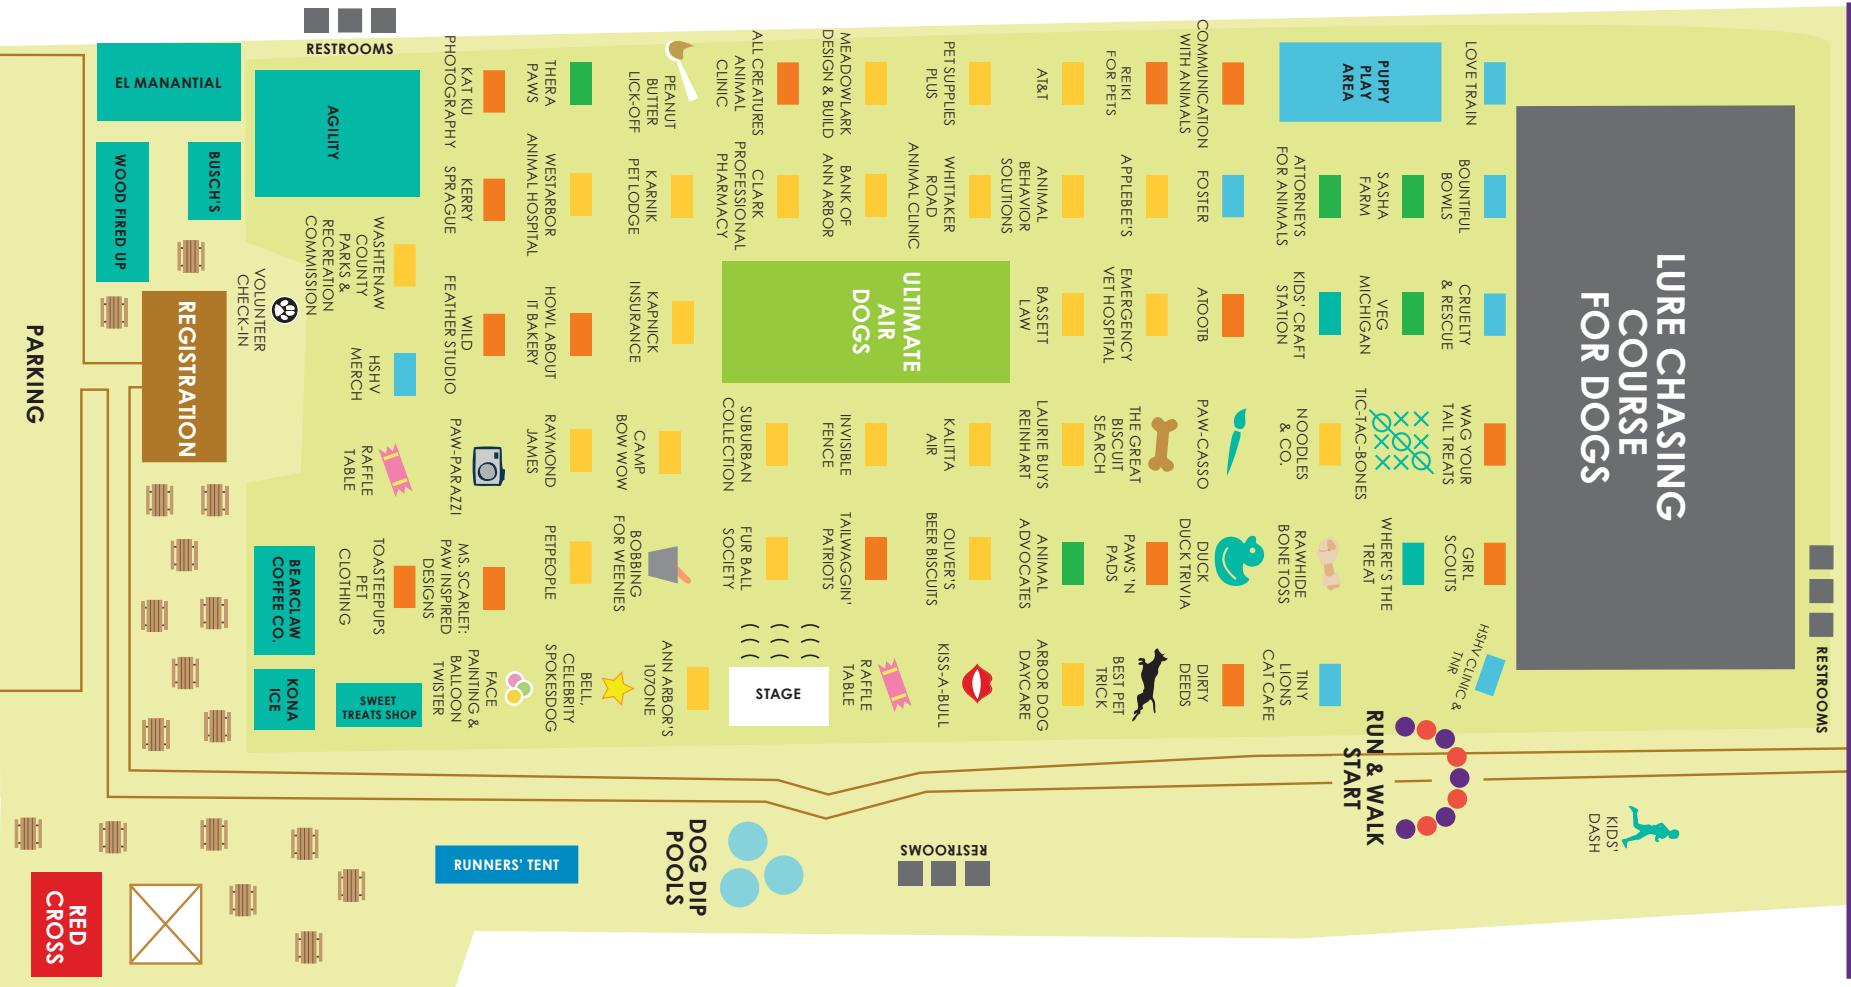 RESTROOMS
EL MANANTIAL
WOOD FIRED UP
BUSCH'S
AGILITY
PARKING
REGISTRATION
VOLUNTEER
CHECK-IN
WASHTENAW
COUNTY
PARKS &
RECREATION
COMMISSION
HSHV
MERCH
RAFFLE
TABLE
TOASTEEPUPS
PET
CLOTHING
BEARCLAW
COFFEE CO.
KONA
ICE
SWEET
TREATS SHOP
KAT KU
PHOTOGRAPHY
KERRY
SPRAGUE
WILD
FEATHER STUDIO
PAW-PARAZZI
MS. SCARLET:
PAW INSPIRED
DESIGNS
FACE
PAINTING &
BALLOON
TWISTER
THERA
PAWS
WESTARBOR
ANIMAL HOSPITAL
HOWL ABOUT
IT BAKERY
RAYMOND
JAMES
PETPEOPLE
BELL,
CELEBRITY
SPOKESDOG
PEANUT
BUTTER
LICK-OFF
KARNIK
PET LODGE
KAPNICK
INSURANCE
CAMP
BOW WOW
BOBBING
FOR WEENIES
ANN ARBOR'S
107ONE
ALL CREATURES
ANIMAL
CLINIC
CLARK
PROFESSIONAL
PHARMACY
MEADOWLARK
DESIGN & BUILD
BANK OF
ANN ARBOR
PET SUPPLIES
PLUS
WHITTAKER
ROAD
ANIMAL CLINIC
ULTIMATE
AIR
DOGS
SUBURBAN
COLLECTION
FUR BALL
SOCIETY
STAGE
INVISIBLE
FENCE
TAILWAGGIN'
PATRIOTS
RAFFLE
TABLE
KALITTA
AIR
OLIVER'S
BEER BISCUITS
KISS-A-BULL
AT&T
ANIMAL
BEHAVIOR
SOLUTIONS
BASSETT
LAW
LAURIE BUYS
REINHART
ANIMAL
ADVOCATES
ARBOR DOG
DAYCARE
REIKI
FOR PETS
APPLEBEE'S
EMERGENCY
VET HOSPITAL
THE GREAT
BISCUIT
SEARCH
PAWS 'N
PADS
BEST PET
TRICK
COMMUNICATION
WITH ANIMALS
FOSTER
ATOOTB
PAW-CASSO
DUCK
DUCK TRIVIA
DIRTY
DEEDS
PUPPY
PLAY
AREA
ATTORNEYS
FOR ANIMALS
KIDS' CRAFT
STATION
NOODLES
& CO.
RAWHIDE
BONE TOSS
TINY
LIONS
CAT CAFE
SASHA
FARM
VEG
MICHIGAN
TIC-TAC-BONES
WHERE'S THE
TREAT
LOVE TRAIN
BOUNTIFUL
BOWLS
CRUELTY
& RESCUE
WAG YOUR
TAIL TREATS
GIRL
SCOUTS
HSHV CLINIC &
TNR
LURE CHASING
COURSE
FOR DOGS
RESTROOMS
RUN & WALK
START
KIDS'
DASH
RESTROOMS
DOG DIP
POOLS
RUNNERS' TENT
RED
CROSS